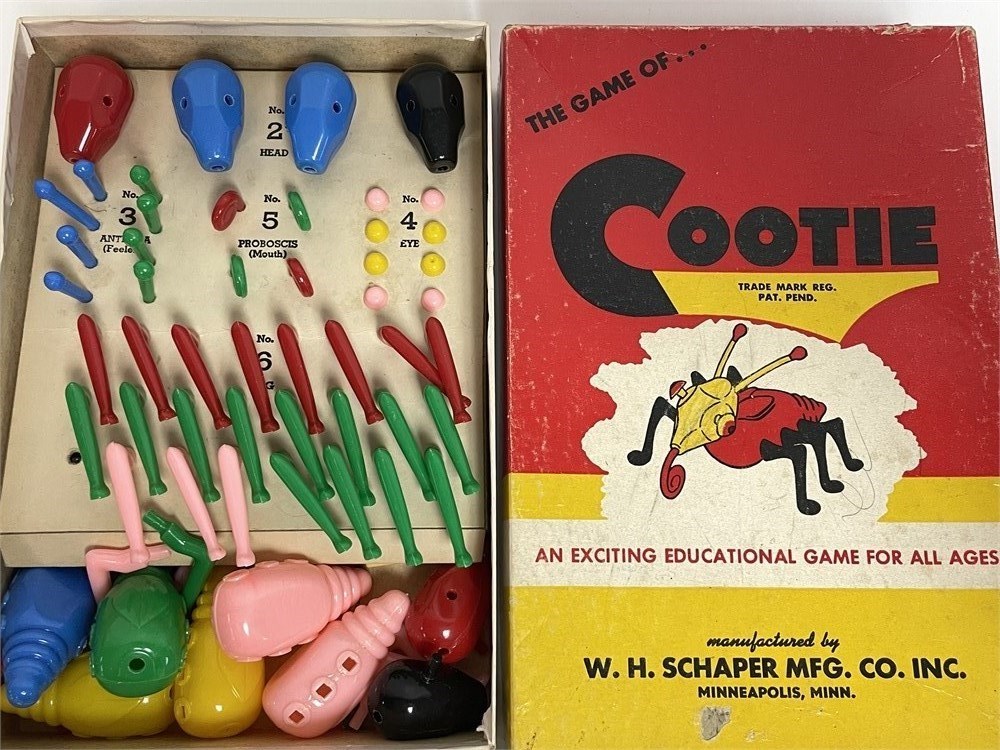 No.
2
HEAD
No.
3
(Feele
No.
5
PROBOSCIS
(Mouth)
No.
4
EYE
No.
6
THE GAME OF...
COOTIE
TRADE MARK REG.
PAT. PEND.
AN EXCITING EDUCATIONAL GAME FOR ALL AGES
manufactured by
W. H. SCHAPER MFG. CO. INC.
MINNEAPOLIS, MINN.